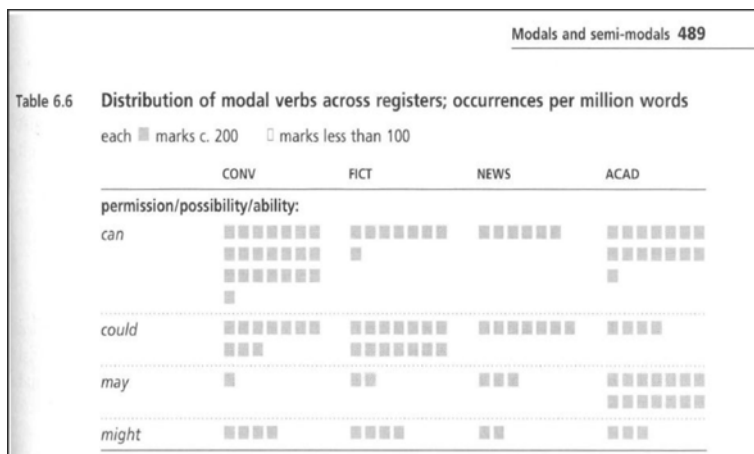 Modals and semi-modals 489
Table 6.6 Distribution of modal verbs across registers; occurrences per million words
each ■ marks c. 200 ▯ marks less than 100
CONV FICT NEWS ACAD
permission/possibility/ability:
can
could
may
might